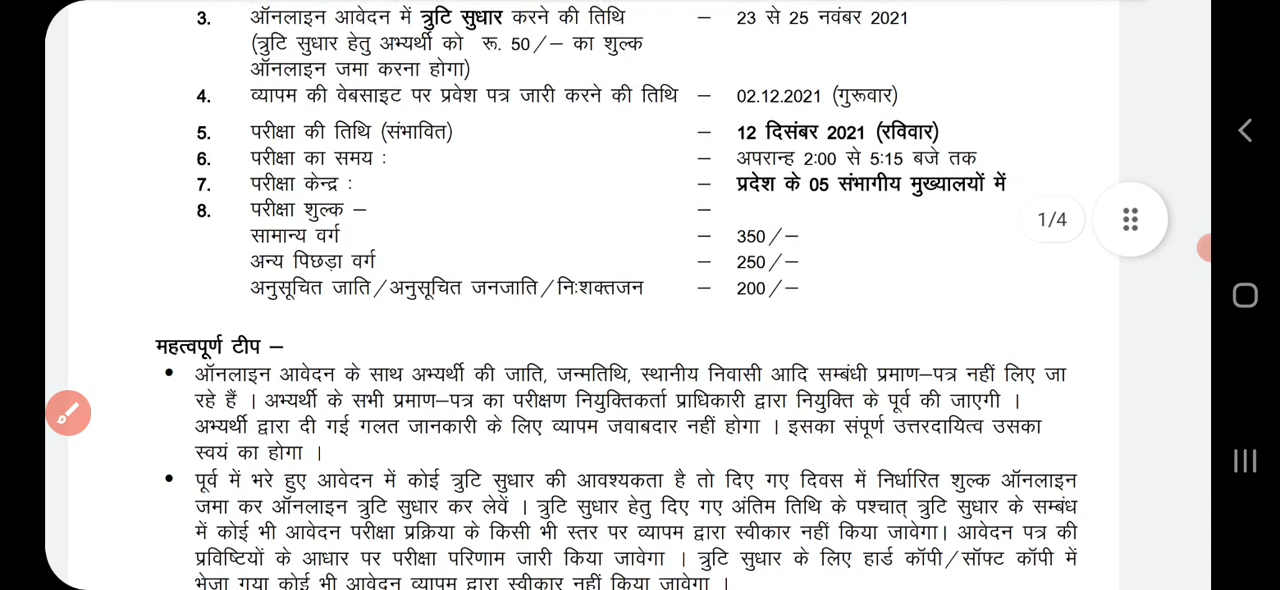 3. ऑनलाइन आवेदन में त्रुटि सुधार करने की तिथि – 23 से 25 नवंबर 2021
(त्रुटि सुधार हेतु अभ्यर्थी को रू. 50/– का शुल्क
ऑनलाइन जमा करना होगा)
4. व्यापम की वेबसाइट पर प्रवेश पत्र जारी करने की तिथि – 02.12.2021 (गुरूवार)
5. परीक्षा की तिथि (संभावित) – 12 दिसंबर 2021 (रविवार)
6. परीक्षा का समय : – अपरान्ह 2:00 से 5:15 बजे तक
7. परीक्षा केन्द्र : – प्रदेश के 05 संभागीय मुख्यालयों में
8. परीक्षा शुल्क – –
1/4
सामान्य वर्ग – 350/–
अन्य पिछड़ा वर्ग – 250/–
अनुसूचित जाति/अनुसूचित जनजाति/निःशक्तजन – 200/–
महत्वपूर्ण टीप –
• ऑनलाइन आवेदन के साथ अभ्यर्थी की जाति, जन्मतिथि, स्थानीय निवासी आदि सम्बंधी प्रमाण–पत्र नहीं लिए जा
रहे हैं । अभ्यर्थी के सभी प्रमाण–पत्र का परीक्षण नियुक्तिकर्ता प्राधिकारी द्वारा नियुक्ति के पूर्व की जाएगी ।
अभ्यर्थी द्वारा दी गई गलत जानकारी के लिए व्यापम जवाबदार नहीं होगा । इसका संपूर्ण उत्तरदायित्व उसका
स्वयं का होगा ।
• पूर्व में भरे हुए आवेदन में कोई त्रुटि सुधार की आवश्यकता है तो दिए गए दिवस में निर्धारित शुल्क ऑनलाइन
जमा कर ऑनलाइन त्रुटि सुधार कर लेवें । त्रुटि सुधार हेतु दिए गए अंतिम तिथि के पश्चात् त्रुटि सुधार के सम्बंध
में कोई भी आवेदन परीक्षा प्रक्रिया के किसी भी स्तर पर व्यापम द्वारा स्वीकार नहीं किया जावेगा। आवेदन पत्र की
प्रविष्टियों के आधार पर परीक्षा परिणाम जारी किया जावेगा । त्रुटि सुधार के लिए हार्ड कॉपी/सॉफ्ट कॉपी में
भेजा गया कोई भी आवेदन व्यापम द्वारा स्वीकार नहीं किया जावेगा ।